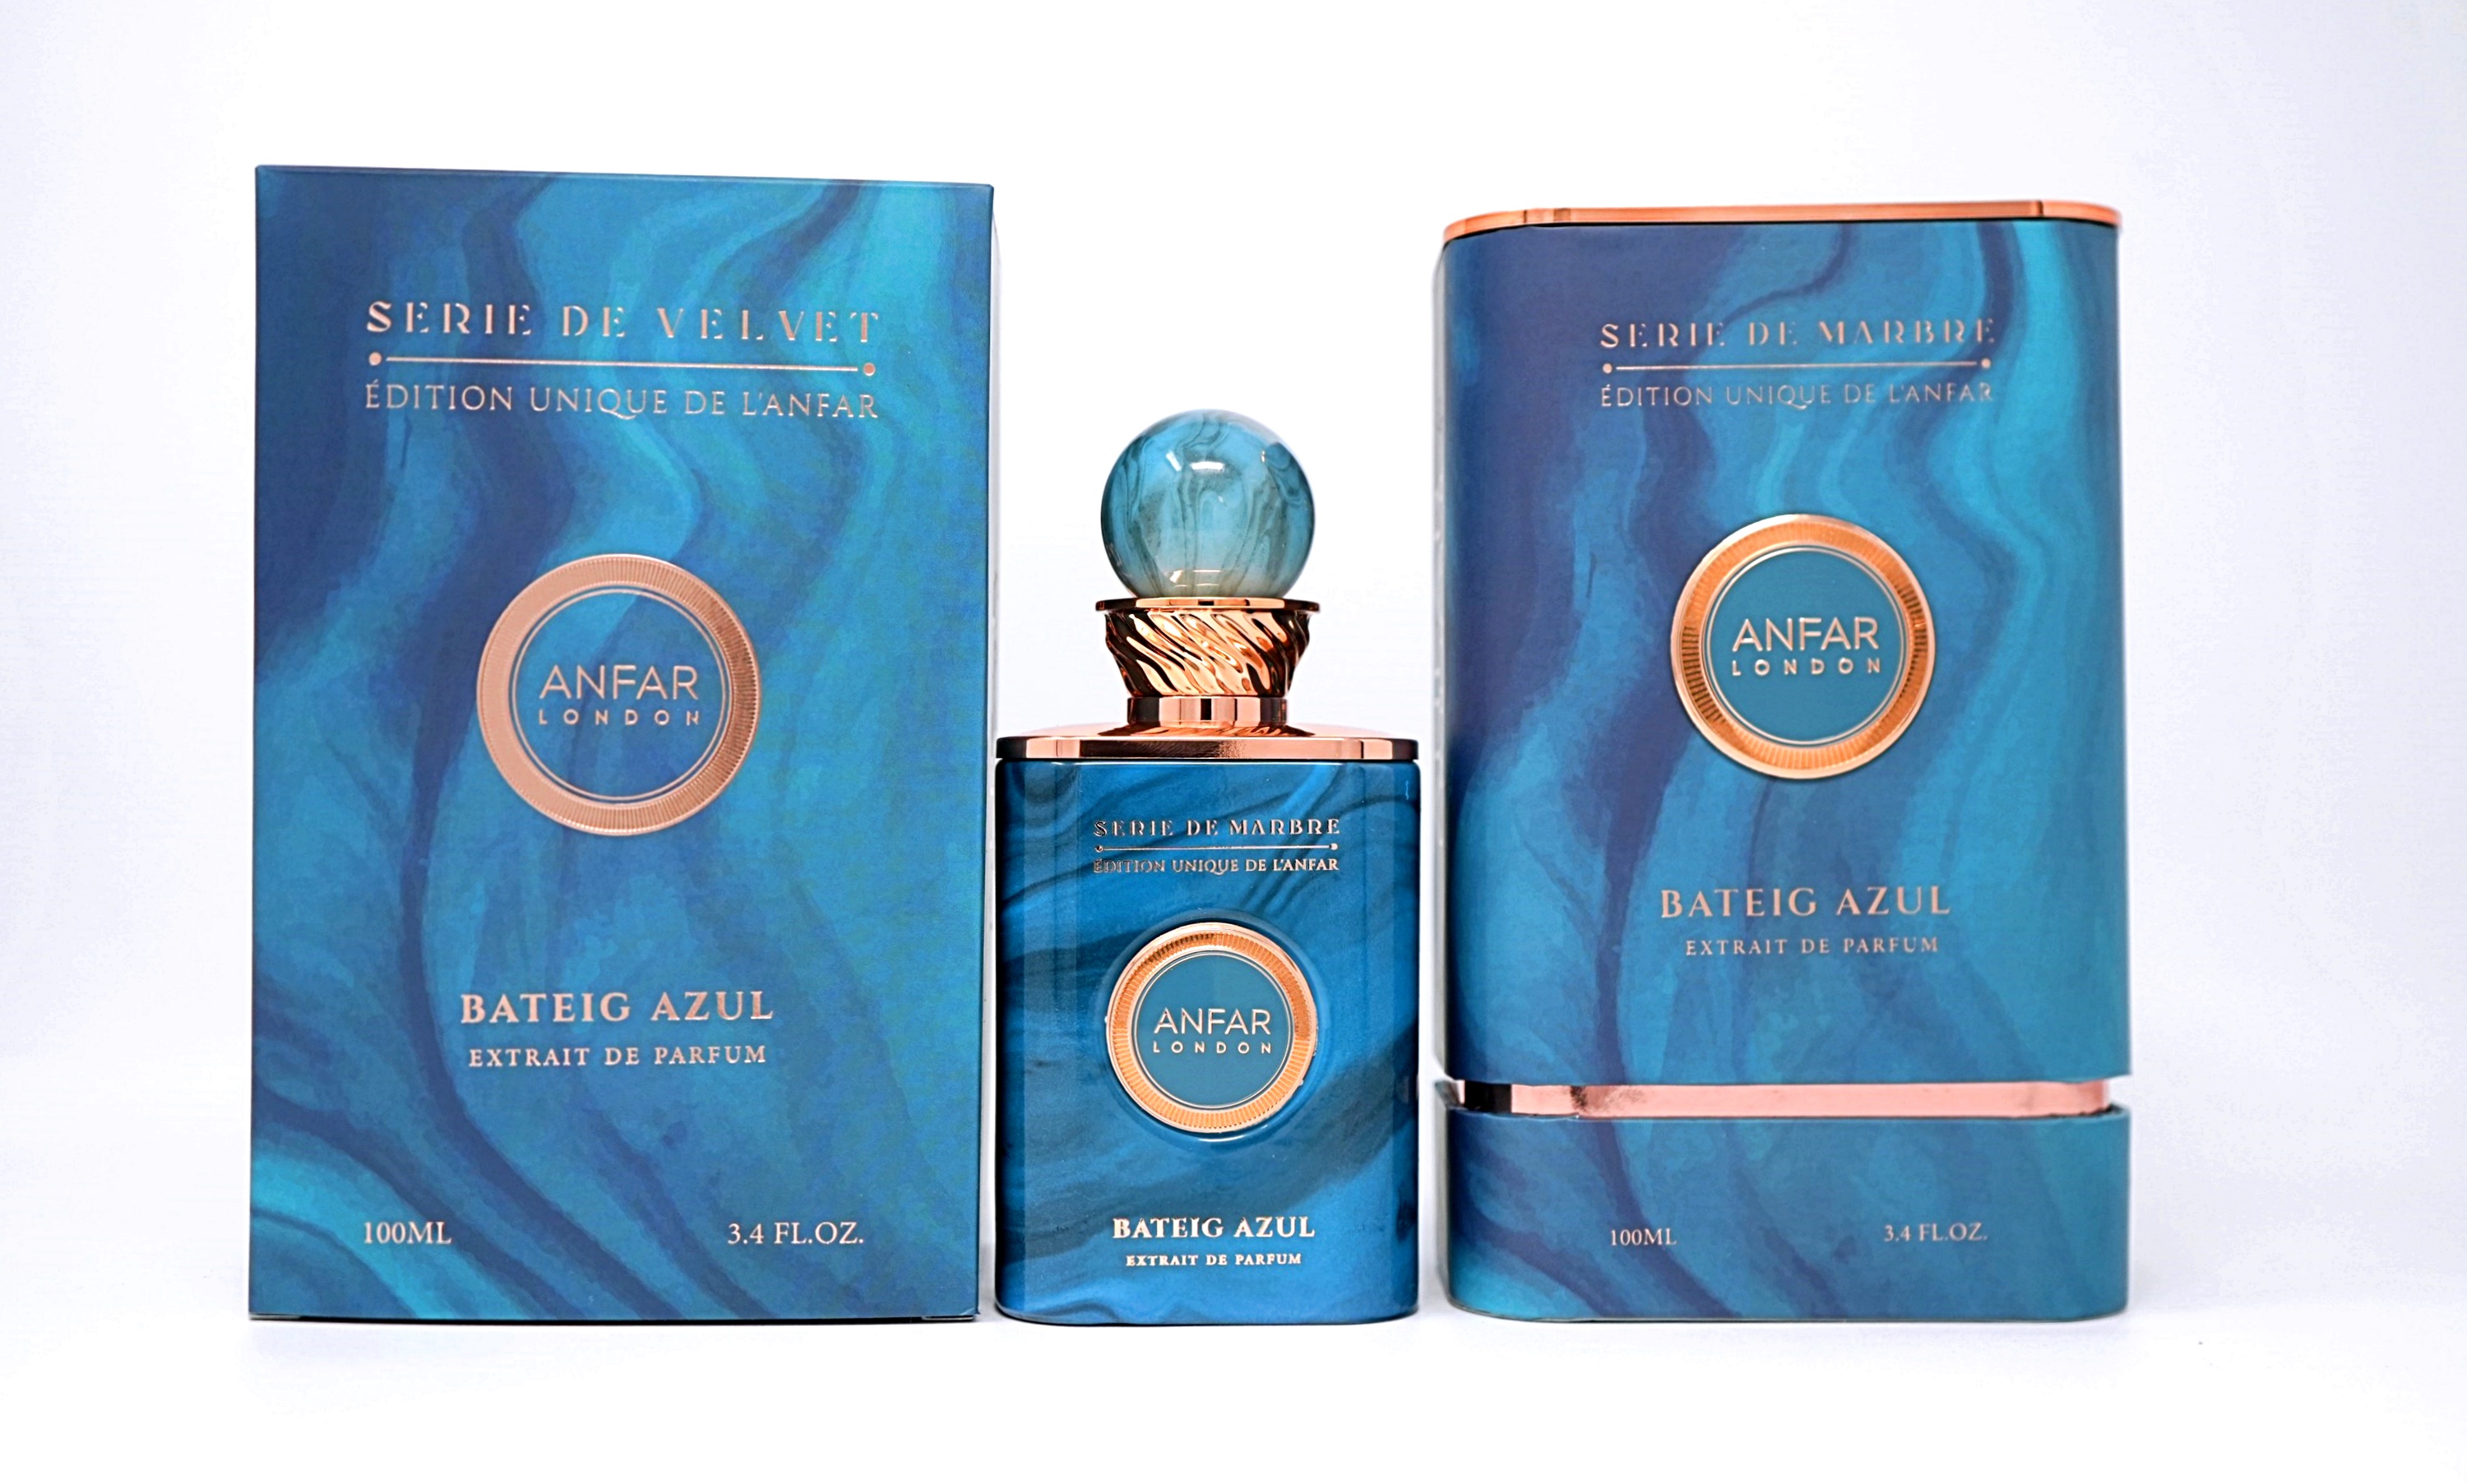 SERIE DE VELVET
ÉDITION UNIQUE DE L'ANFAR
ANFAR
LONDON
BATEIG AZUL
EXTRAIT DE PARFUM
100ML
3.4 FL.OZ.
SERIE DE MARBRE
ÉDITION UNIQUE DE L'ANFAR
ANFAR
LONDON
BATEIG AZUL
EXTRAIT DE PARFUM
SERIE DE MARBRE
ÉDITION UNIQUE DE L'ANFAR
ANFAR
LONDON
BATEIG AZUL
EXTRAIT DE PARFUM
100ML
3.4 FL.OZ.